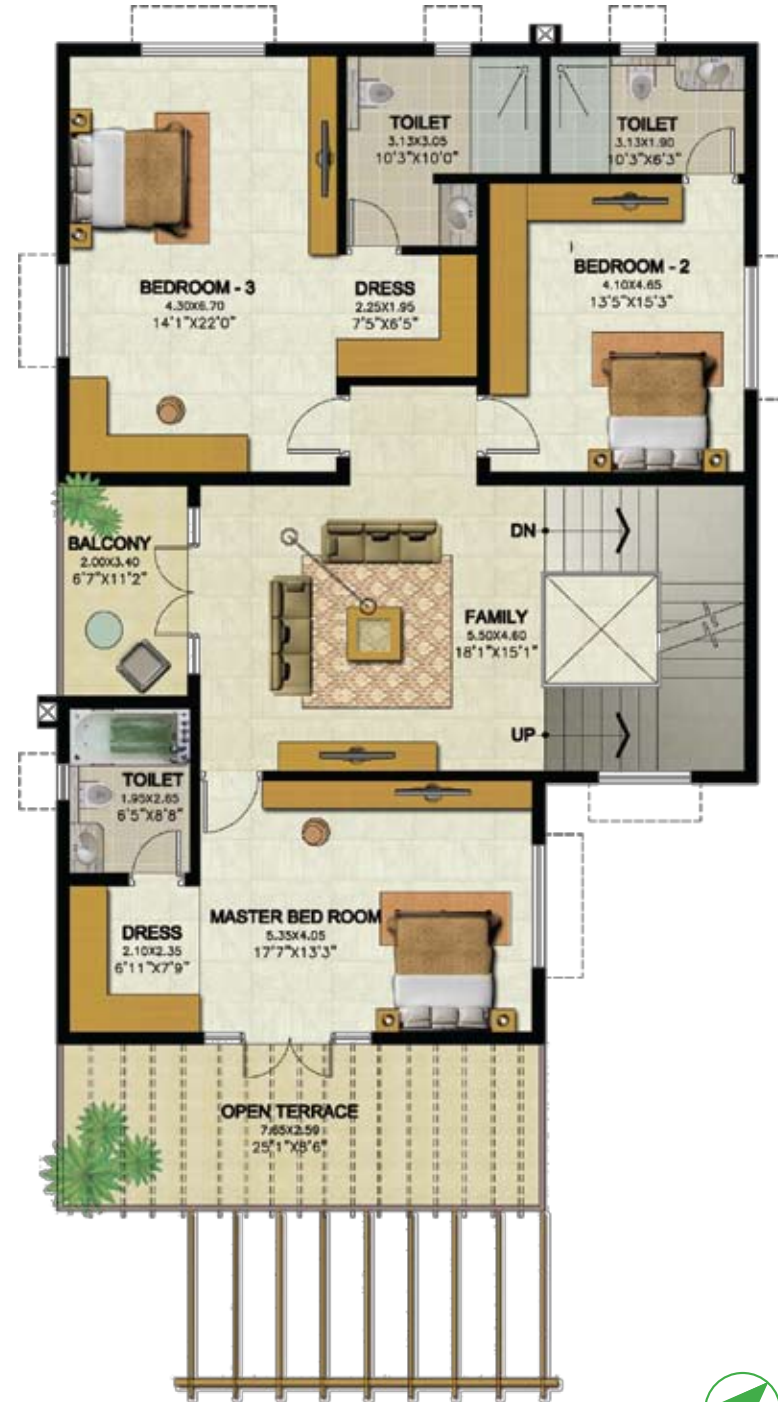 TOILET
3.13X3.05
10'3"X10'0"
TOILET
3.13X1.90
10'3"X6'3"
BEDROOM - 3
4.30X6.70
14'1"X22'0"
DRESS
2.25X1.95
7'5"X6'5"
BEDROOM - 2
4.10X4.65
13'5"X15'3"
BALCONY
2.00X3.40
6'7"X11'2"
DN
FAMILY
5.50X4.60
18'1"X15'1"
UP
TOILET
1.95X2.65
6'5"X8'8"
DRESS
2.10X2.35
6'11"X7'9"
MASTER BED ROOM
5.35X4.05
17'7"X13'3"
OPEN TERRACE
7.65X2.59
25'1"X8'6"